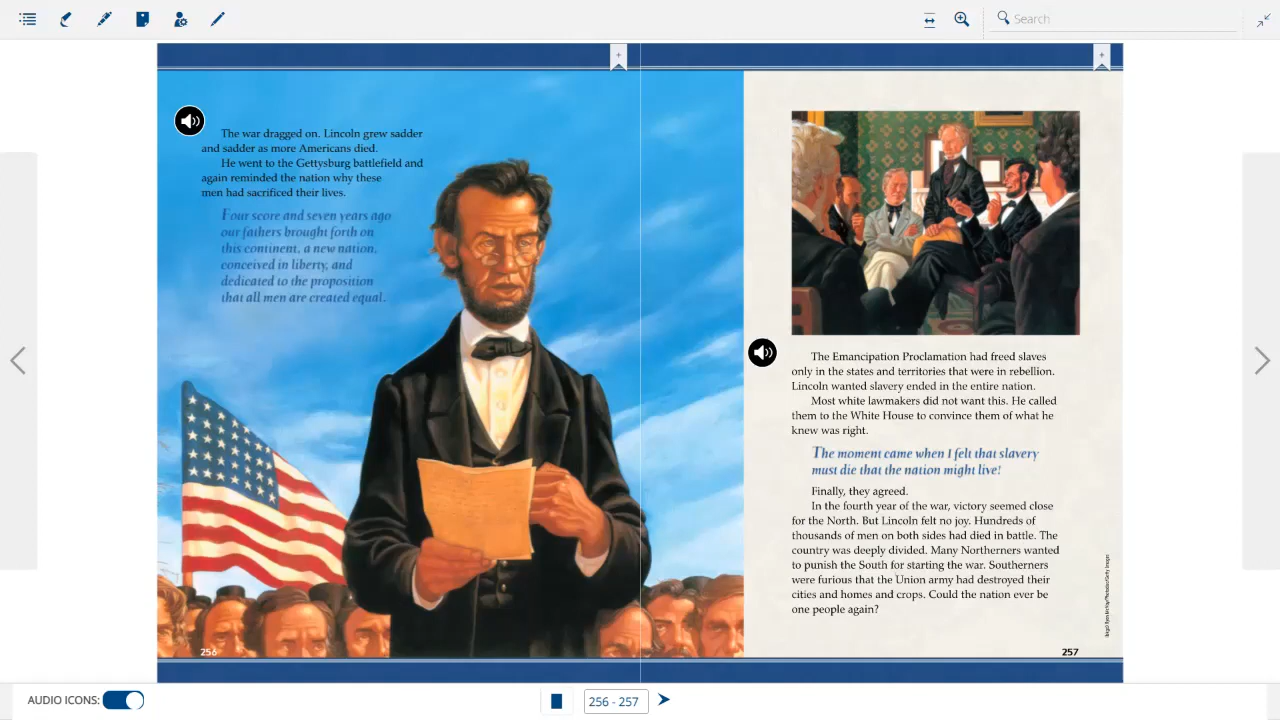 Search
The war dragged on. Lincoln grew sadder
and sadder as more Americans died.
He went to the Gettysburg battlefield and
again reminded the nation why these
men had sacrificed their lives.
Four score and seven years ago
our fathers brought forth on
this continent, a new nation,
conceived in liberty, and
dedicated to the proposition
that all men are created equal.
256
The Emancipation Proclamation had freed slaves
only in the states and territories that were in rebellion.
Lincoln wanted slavery ended in the entire nation.
Most white lawmakers did not want this. He called
them to the White House to convince them of what he
knew was right.
The moment came when I felt that slavery
must die that the nation might live!
Finally, they agreed.
In the fourth year of the war, victory seemed close
for the North. But Lincoln felt no joy. Hundreds of
thousands of men on both sides had died in battle. The
country was deeply divided. Many Northerners wanted
to punish the South for starting the war. Southerners
were furious that the Union army had destroyed their
cities and homes and crops. Could the nation ever be
one people again?
257
AUDIO ICONS:
256 - 257